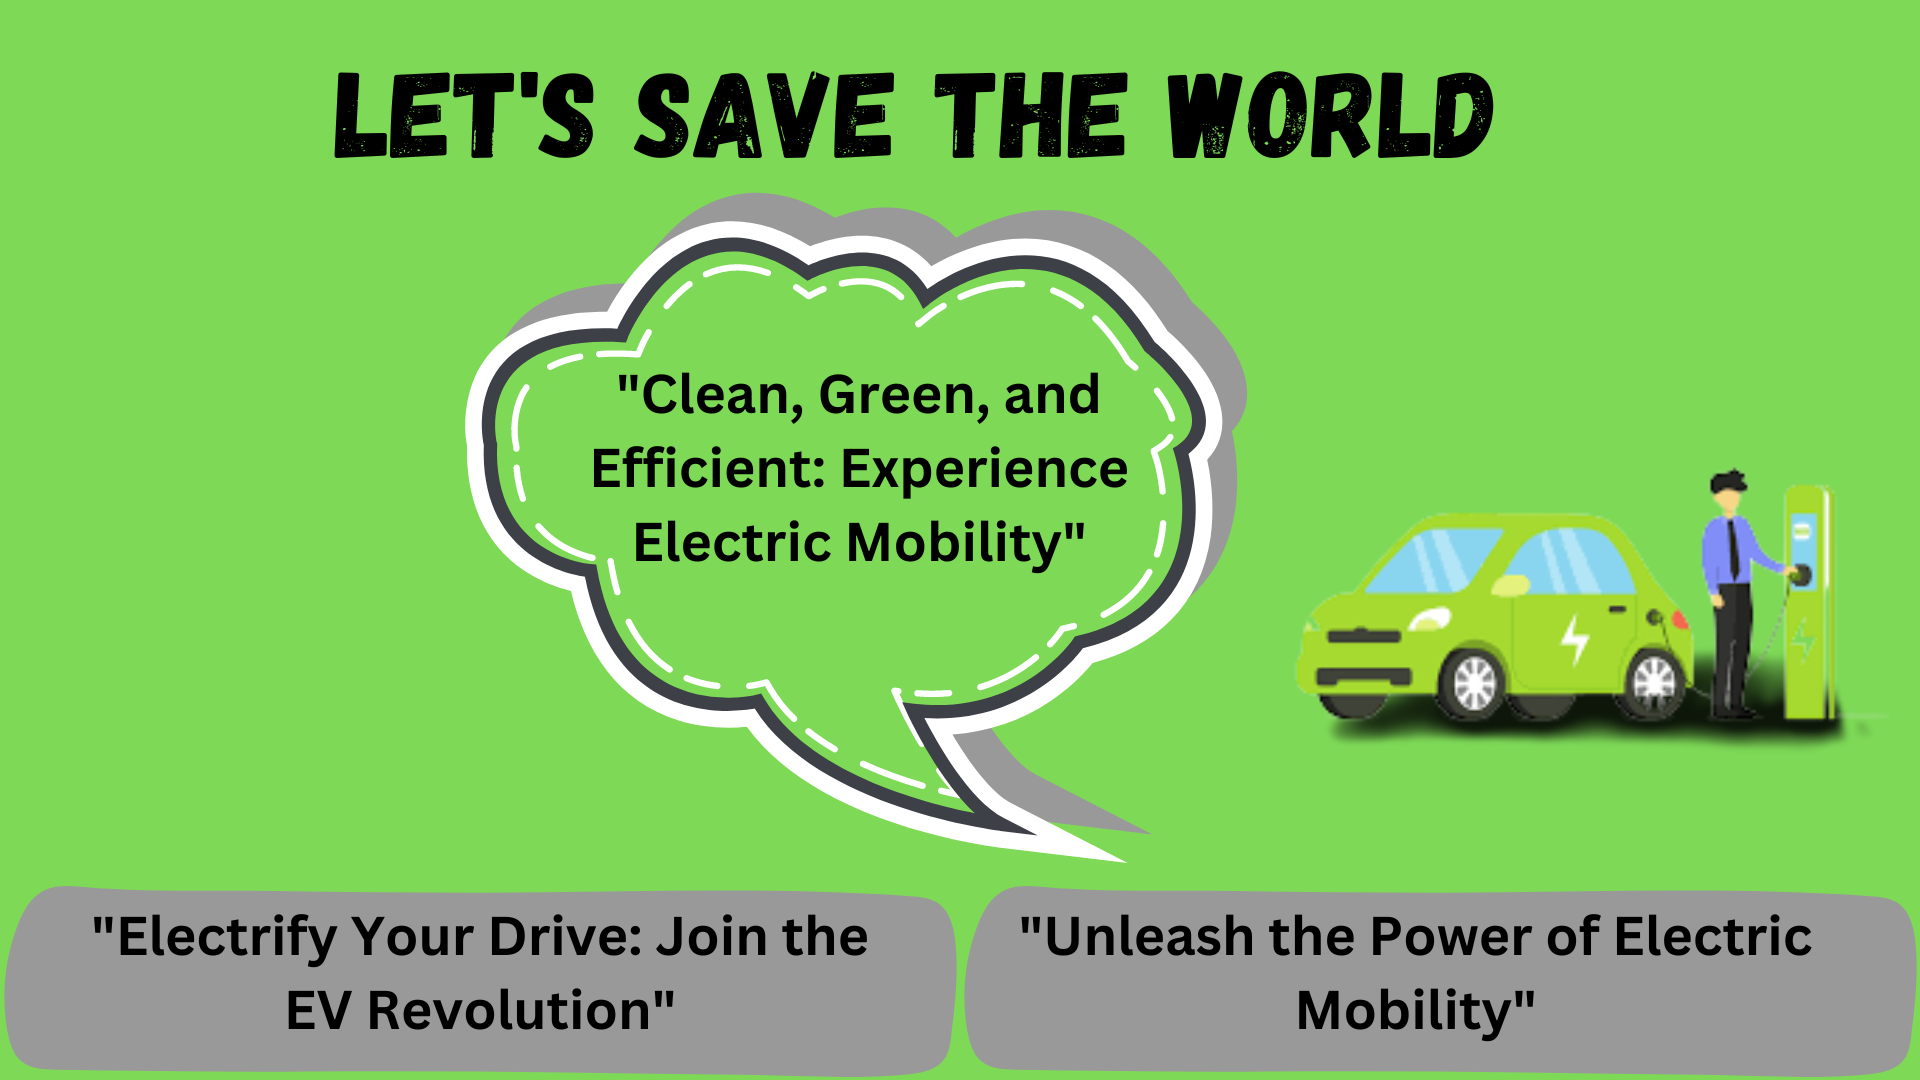 LET'S SAVE THE WORLD
"Clean, Green, and
Efficient: Experience
Electric Mobility"
"Electrify Your Drive: Join the
EV Revolution"
"Unleash the Power of Electric
Mobility"